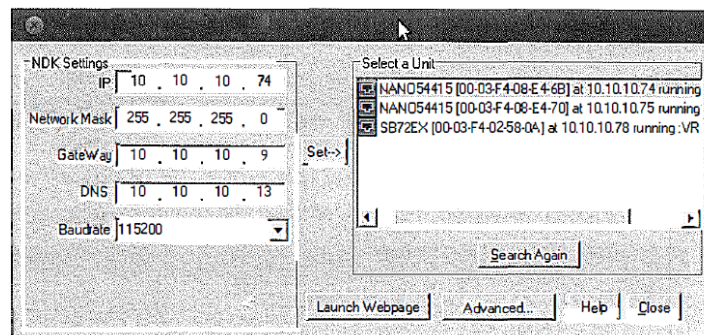 NDK Settings
IP 10 . 10 . 10 . 74
Network Mask 255 . 255 . 255 . 0
GateWay 10 . 10 . 10 . 9
DNS 10 . 10 . 10 . 13
Baudrate 115200
Set-->
Select a Unit
NANO54415 [00-03-F4-08-E4-6B] at 10.10.10.74 running
NANO54415 [00-03-F4-08-E4-70] at 10.10.10.75 running
SB72EX [00-03-F4-02-58-0A] at 10.10.10.78 running :VR
Search Again
Launch Webpage
Advanced...
Help
Close